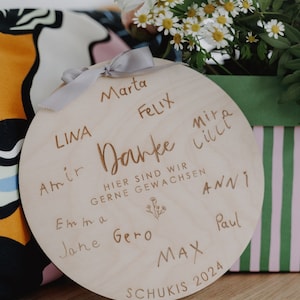 Marta
FELIX
Mira
LINA
Lilli
Danke
HIER SIND WIR
GERNE GEWACHSEN
Amir
ANNi
Emma
Paul
Jane
Gero
MAX
SCHUKIS 2024